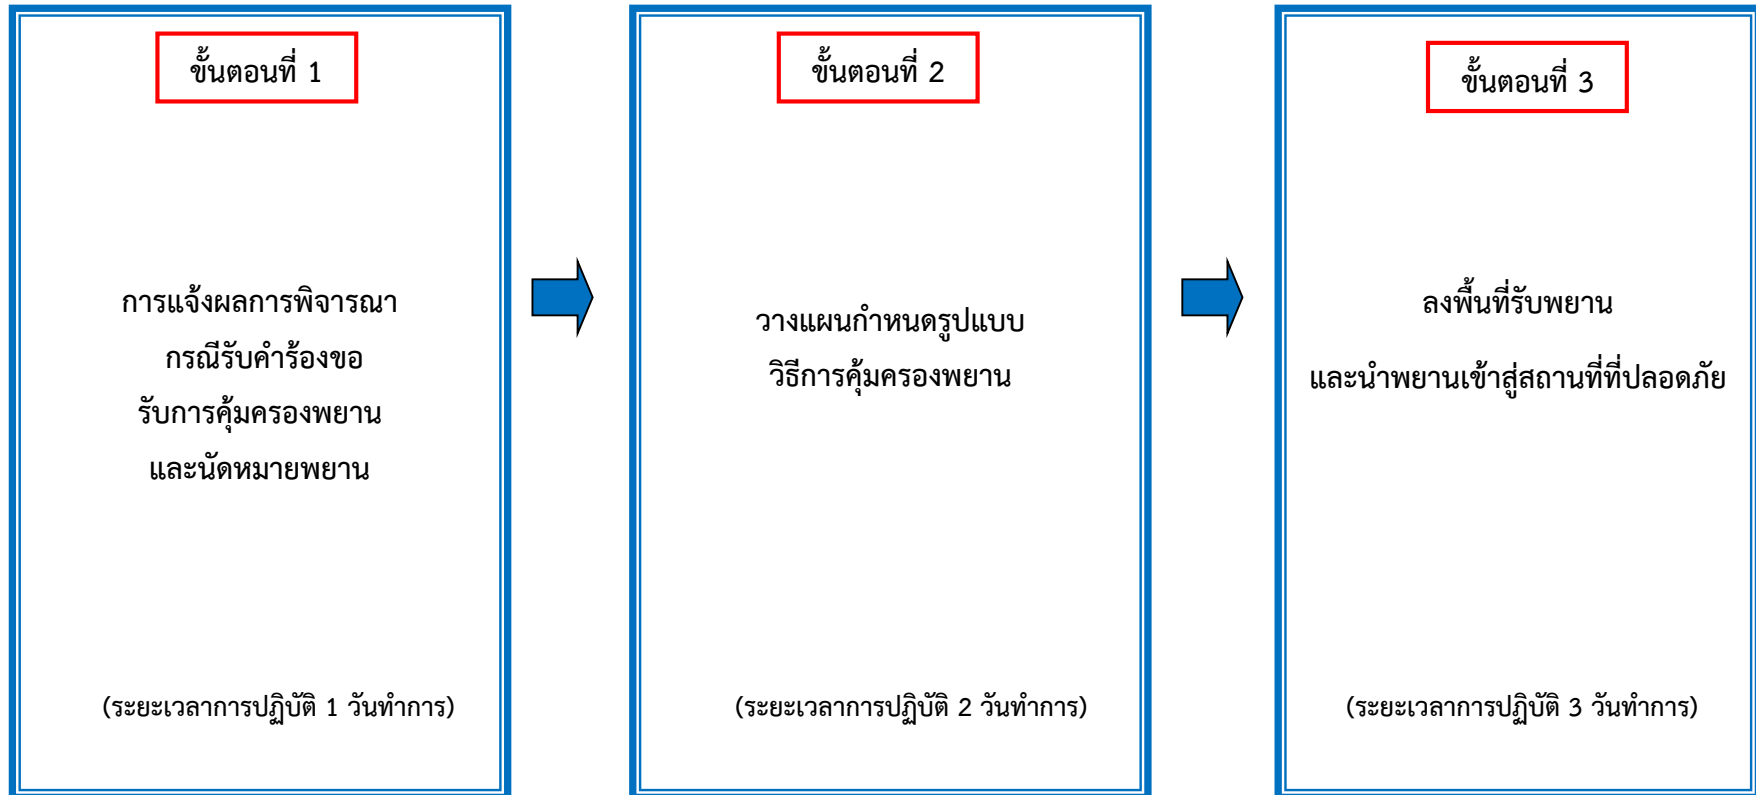 ขั้นตอนที่ 1
การแจ้งผลการพิจารณา
กรณีรับคำร้องขอ
รับการคุ้มครองพยาน
และนัดหมายพยาน
(ระยะเวลาการปฏิบัติ 1 วันทำการ)
ขั้นตอนที่ 2
วางแผนกำหนดรูปแบบ
วิธีการคุ้มครองพยาน
(ระยะเวลาการปฏิบัติ 2 วันทำการ)
ขั้นตอนที่ 3
ลงพื้นที่รับพยาน
และนำพยานเข้าสู่สถานที่ที่ปลอดภัย
(ระยะเวลาการปฏิบัติ 3 วันทำการ)